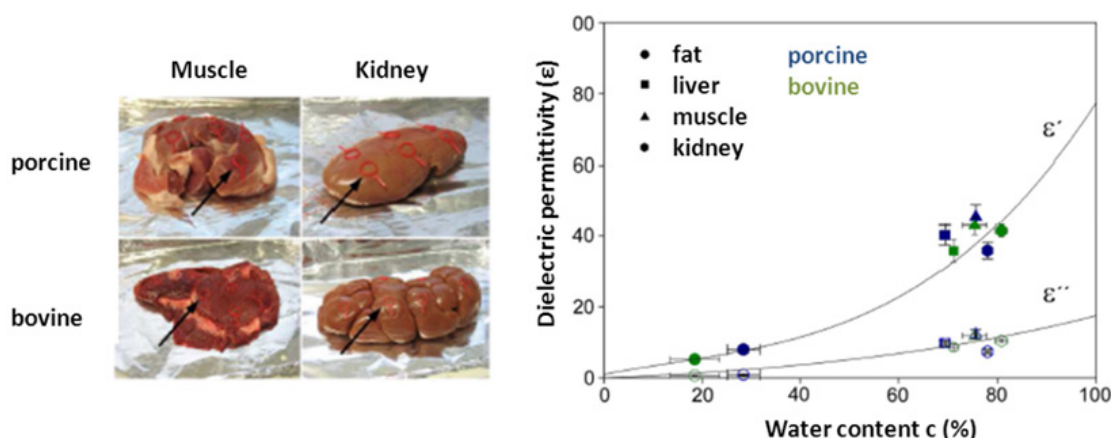 Muscle Kidney
porcine
bovine
Dielectric permittivity (ε)
00
80
60
40
20
0
fat porcine
liver bovine
muscle
kidney
ε´
ε´´
0 20 40 60 80 100
Water content c (%)